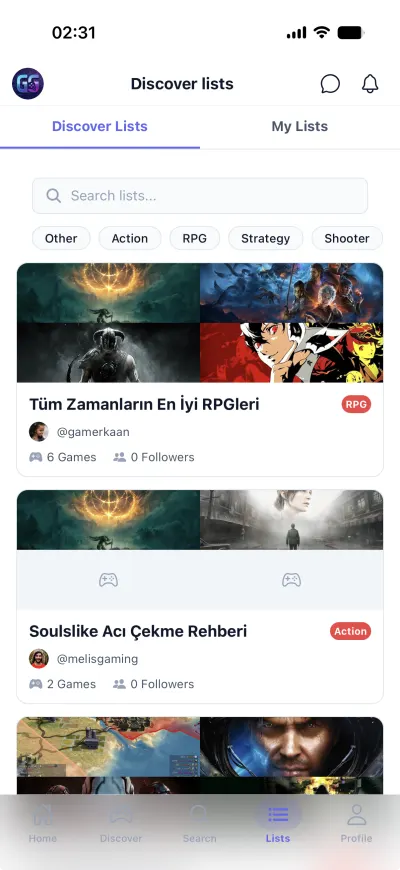 02:31
GG
Discover lists
Discover Lists
My Lists
Search lists...
Other
Action
RPG
Strategy
Shooter
Tüm Zamanların En İyi RPGleri
RPG
@gamerkaan
6 Games
0 Followers
Soulslike Acı Çekme Rehberi
Action
@melisgaming
2 Games
0 Followers
Home
Discover
Search
Lists
Profile